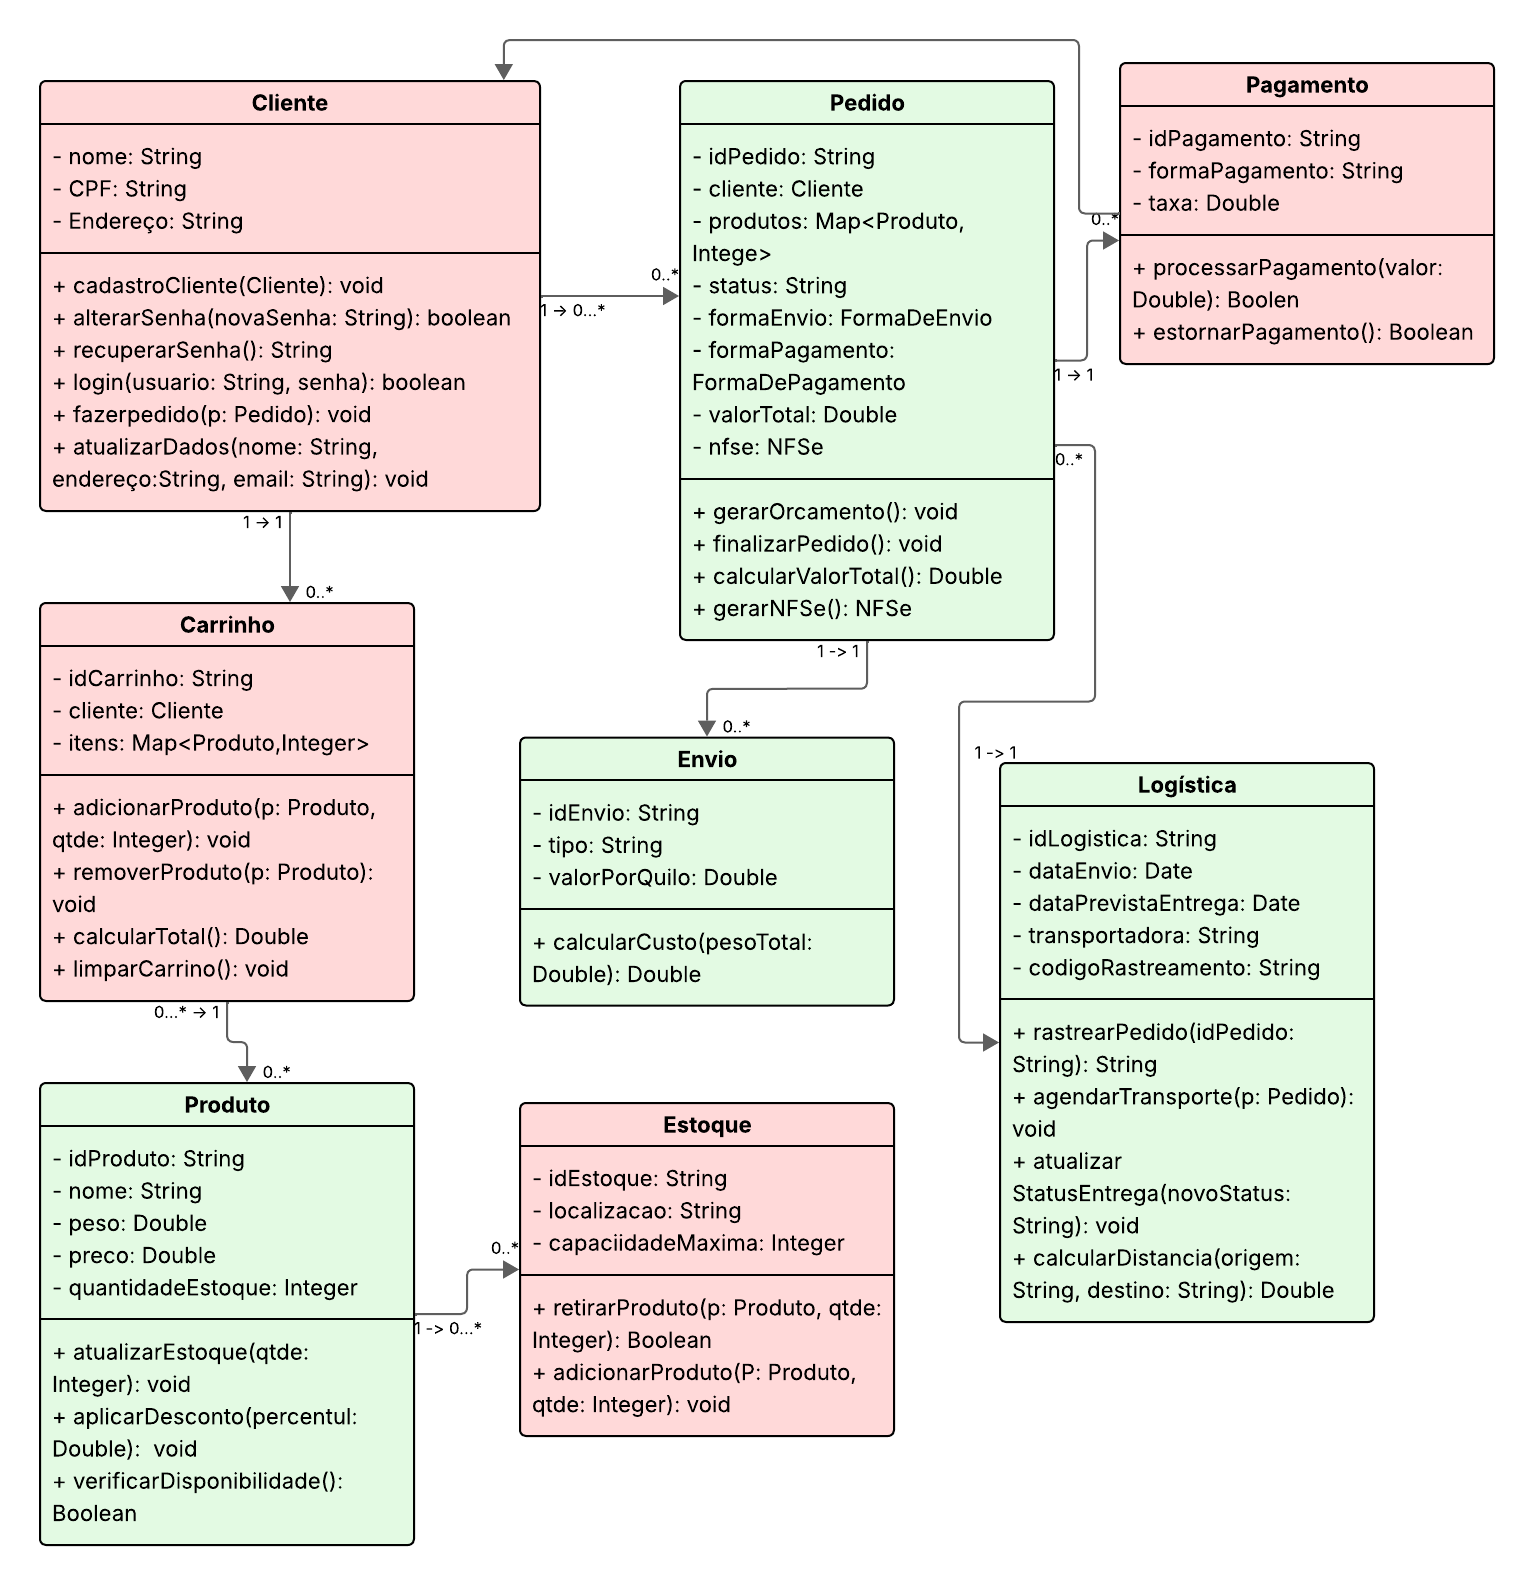 Cliente
- nome: String
- CPF: String
- Endereço: String
+ cadastroCliente(Cliente): void
+ alterarSenha(novaSenha: String): boolean
+ recuperarSenha(): String
+ login(usuario: String, senha): boolean
+ fazerpedido(p: Pedido): void
+ atualizarDados(nome: String,
endereço:String, email: String): void
1 → 0...*
0..*
1 → 1
0..*
Pedido
- idPedido: String
- cliente: Cliente
- produtos: Map<Produto,
Intege>
- status: String
- formaEnvio: FormaDeEnvio
- formaPagamento:
FormaDePagamento
- valorTotal: Double
- nfse: NFSe
+ gerarOrcamento(): void
+ finalizarPedido(): void
+ calcularValorTotal(): Double
+ gerarNFSe(): NFSe
1 → 1
0..*
0..*
1 -> 1
1 -> 1
0..*
Pagamento
- idPagamento: String
- formaPagamento: String
- taxa: Double
+ processarPagamento(valor:
Double): Boolen
+ estornarPagamento(): Boolean
Carrinho
- idCarrinho: String
- cliente: Cliente
- itens: Map<Produto,Integer>
+ adicionarProduto(p: Produto,
qtde: Integer): void
+ removerProduto(p: Produto):
void
+ calcularTotal(): Double
+ limparCarrino(): void
0...* → 1
0..*
Envio
- idEnvio: String
- tipo: String
- valorPorQuilo: Double
+ calcularCusto(pesoTotal:
Double): Double
Logística
- idLogistica: String
- dataEnvio: Date
- dataPrevistaEntrega: Date
- transportadora: String
- codigoRastreamento: String
+ rastrearPedido(idPedido:
String): String
+ agendarTransporte(p: Pedido):
void
+ atualizar
StatusEntrega(novoStatus:
String): void
+ calcularDistancia(origem:
String, destino: String): Double
Produto
- idProduto: String
- nome: String
- peso: Double
- preco: Double
- quantidadeEstoque: Integer
+ atualizarEstoque(qtde:
Integer): void
+ aplicarDesconto(percentul:
Double):  void
+ verificarDisponibilidade():
Boolean
1 -> 0...*
0..*
Estoque
- idEstoque: String
- localizacao: String
- capaciidadeMaxima: Integer
+ retirarProduto(p: Produto, qtde:
Integer): Boolean
+ adicionarProduto(P: Produto,
qtde: Integer): void